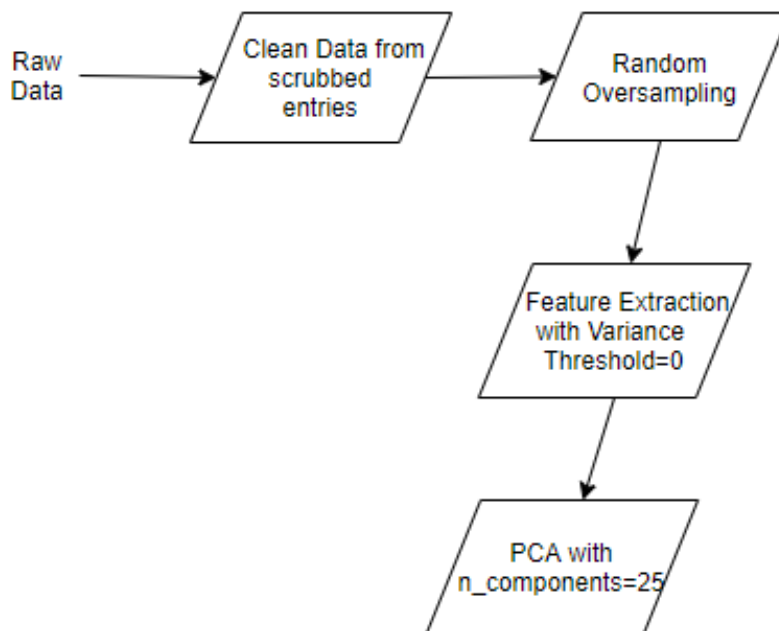 Raw
Data
Clean Data from
scrubbed
entries
Random
Oversampling
Feature Extraction
with Variance
Threshold=0
PCA with
n_components=25